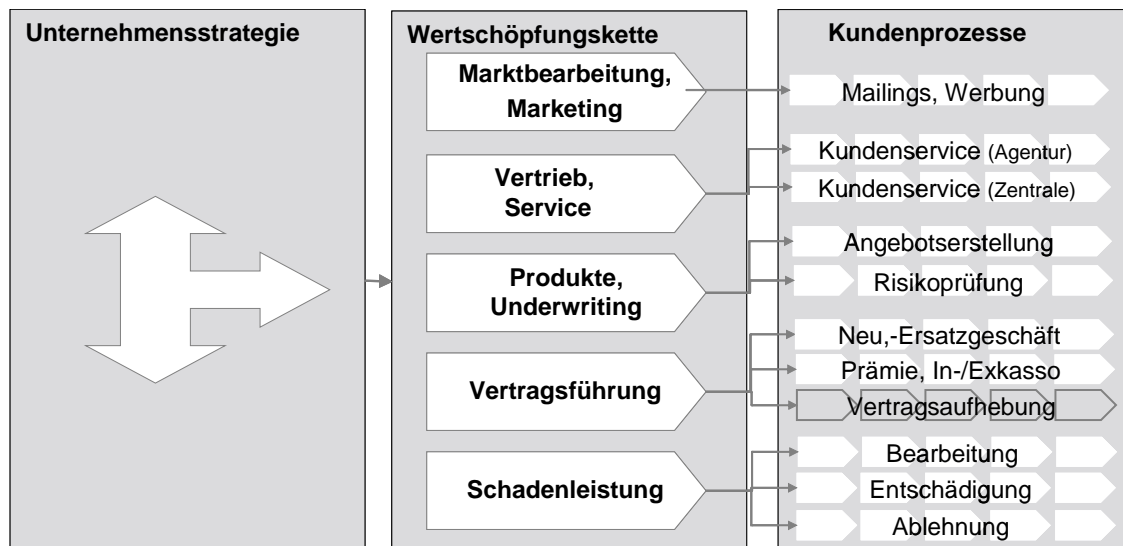 Unternehmensstrategie
Wertschöpfungskette
Marktbearbeitung,
Marketing
Vertrieb,
Service
Produkte,
Underwriting
Vertragsführung
Schadenleistung
Kundenprozesse
Mailings, Werbung
Kundenservice (Agentur)
Kundenservice (Zentrale)
Angebotserstellung
Risikoprüfung
Neu,-Ersatzgeschäft
Prämie, In-/Exkasso
Vertragsaufhebung
Bearbeitung
Entschädigung
Ablehnung